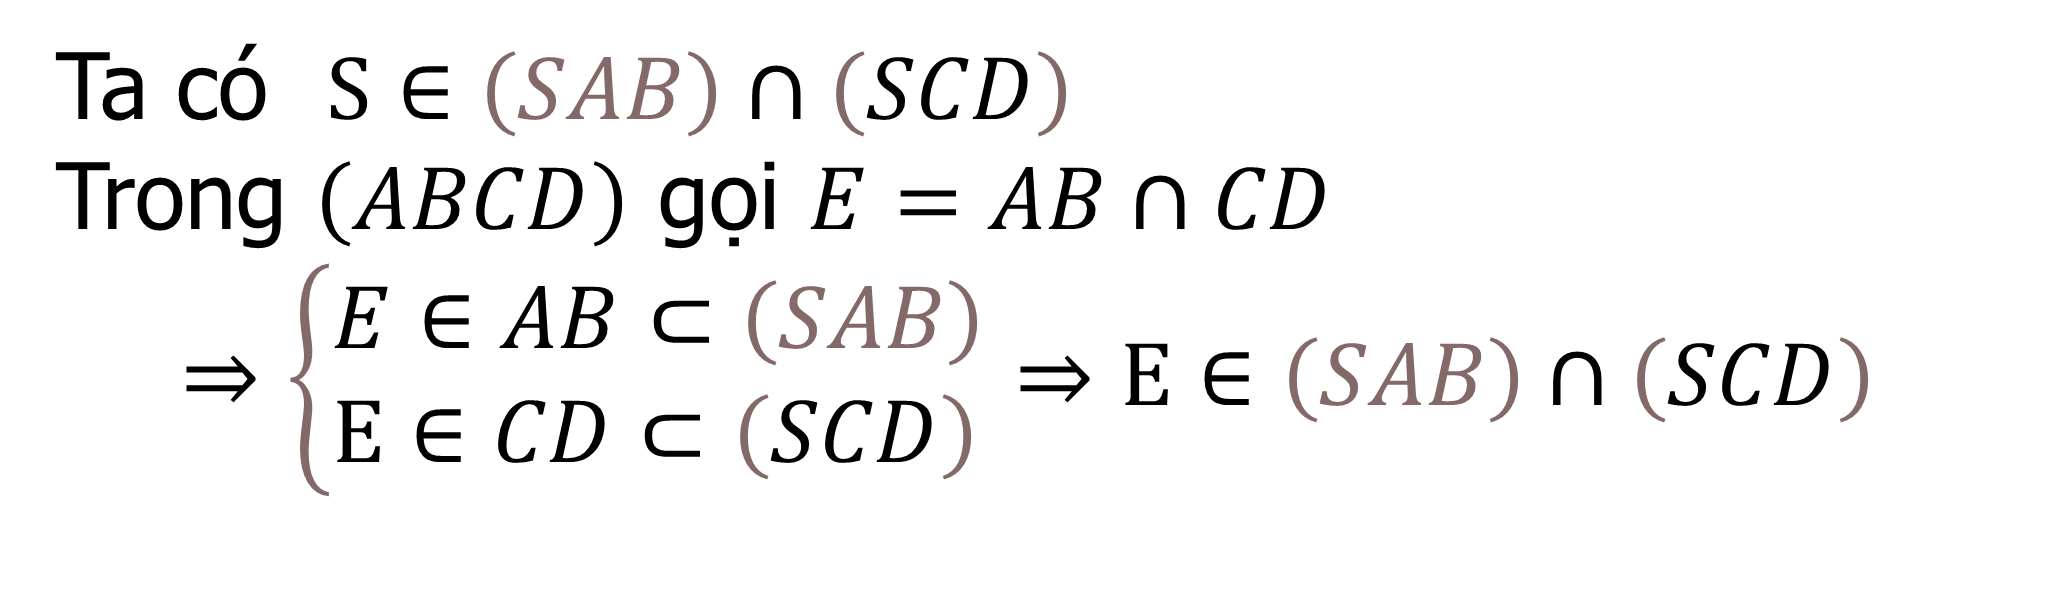 Ta có S ∈ (SAB) ∩ (SCD)
Trong (ABCD) gọi E = AB ∩ CD
⇒ { E ∈ AB ⊂ (SAB)
E ∈ CD ⊂ (SCD) ⇒ E ∈ (SAB) ∩ (SCD)